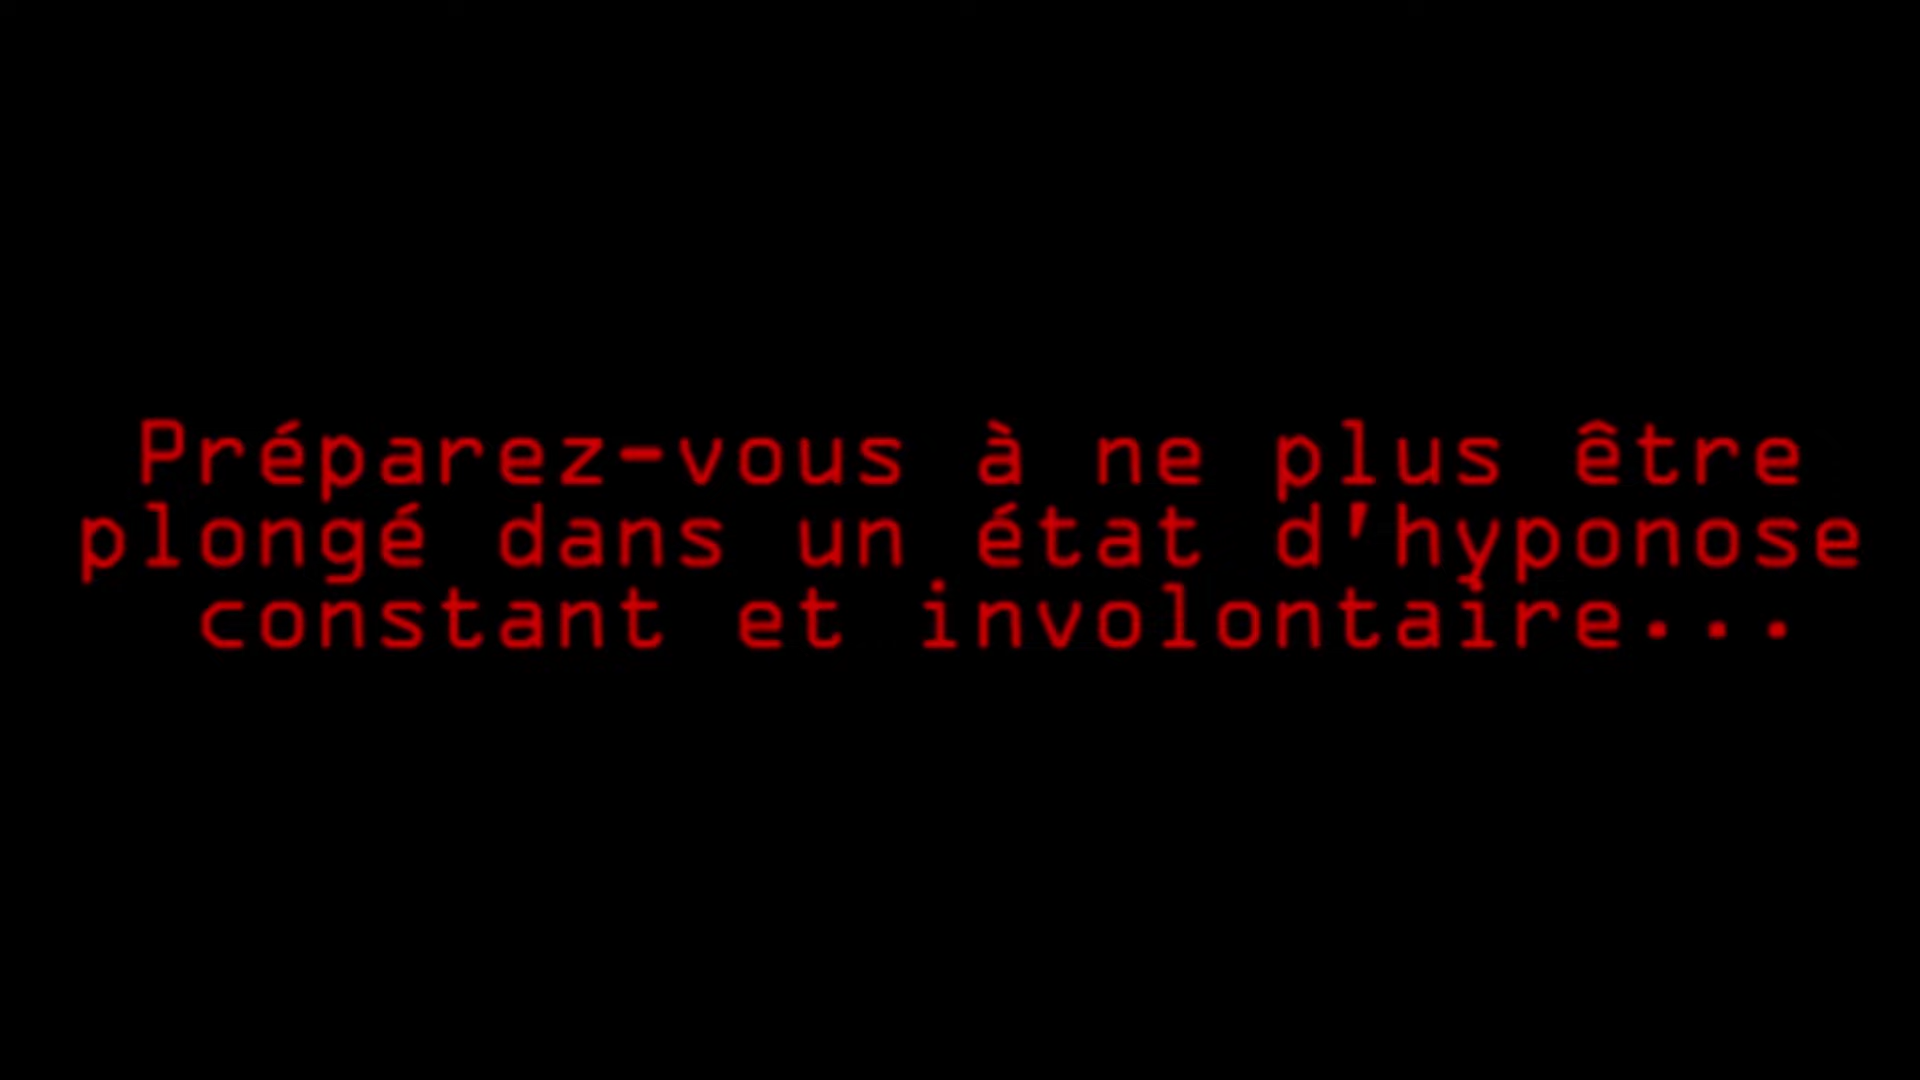 Préparez-vous à ne plus être
plongé dans un état d'hyponose
constant et involontaire...